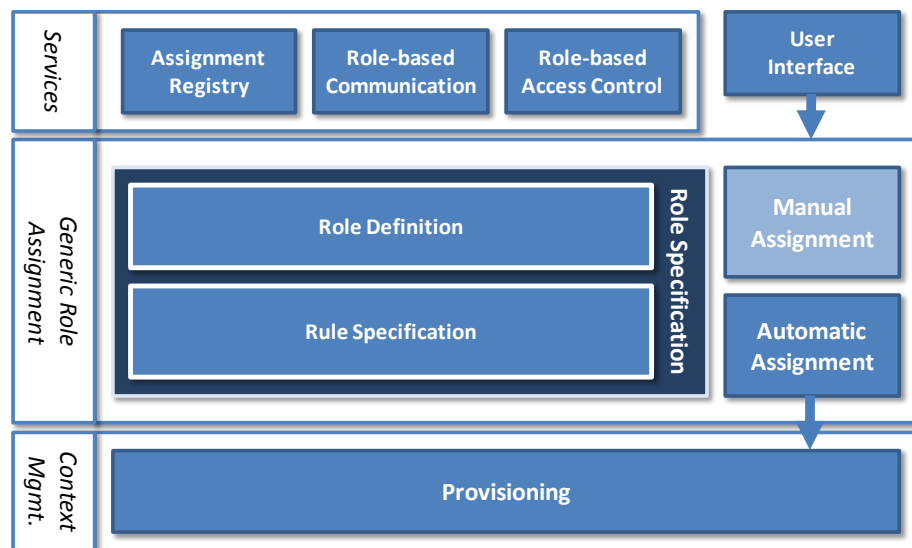 Services
Assignment
Registry
Role-based
Communication
Role-based
Access Control
User
Interface
Generic Role
Assignment
Role Definition
Rule Specification
Role Specification
Manual
Assignment
Automatic
Assignment
Context
Mgmt.
Provisioning